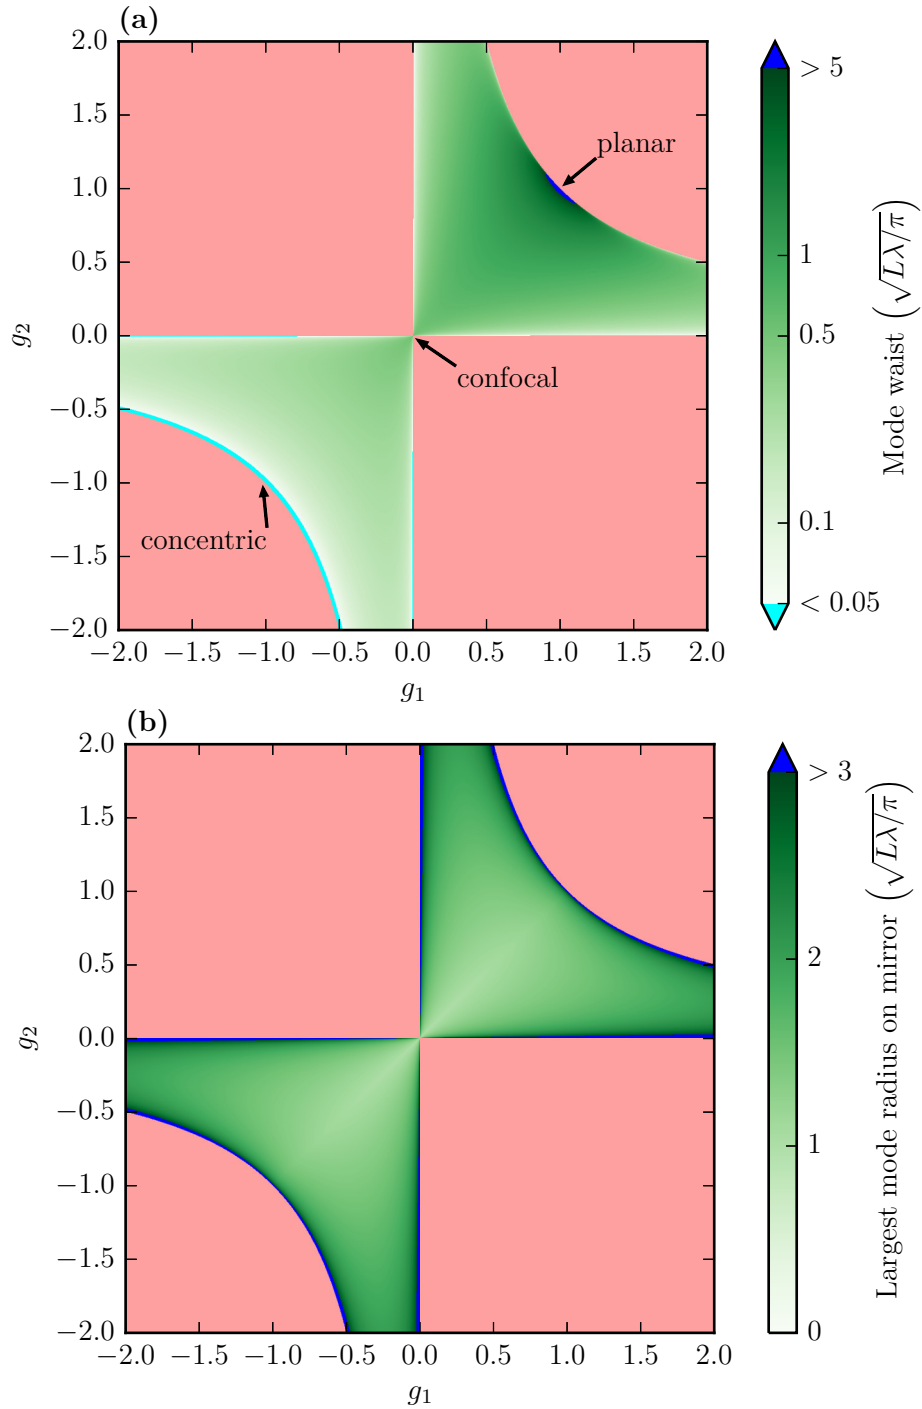 (a)
2.0
1.5
1.0
0.5
0.0
−0.5
−1.0
−1.5
−2.0
g₂
planar
confocal
concentric
−2.0 −1.5 −1.0 −0.5 0.0 0.5 1.0 1.5 2.0
g₁
> 5
1
0.5
0.1
< 0.05
Mode waist (√Lλ/π)
(b)
2.0
1.5
1.0
0.5
0.0
−0.5
−1.0
−1.5
−2.0
g₂
−2.0 −1.5 −1.0 −0.5 0.0 0.5 1.0 1.5 2.0
g₁
> 3
2
1
0
Largest mode radius on mirror (√Lλ/π)